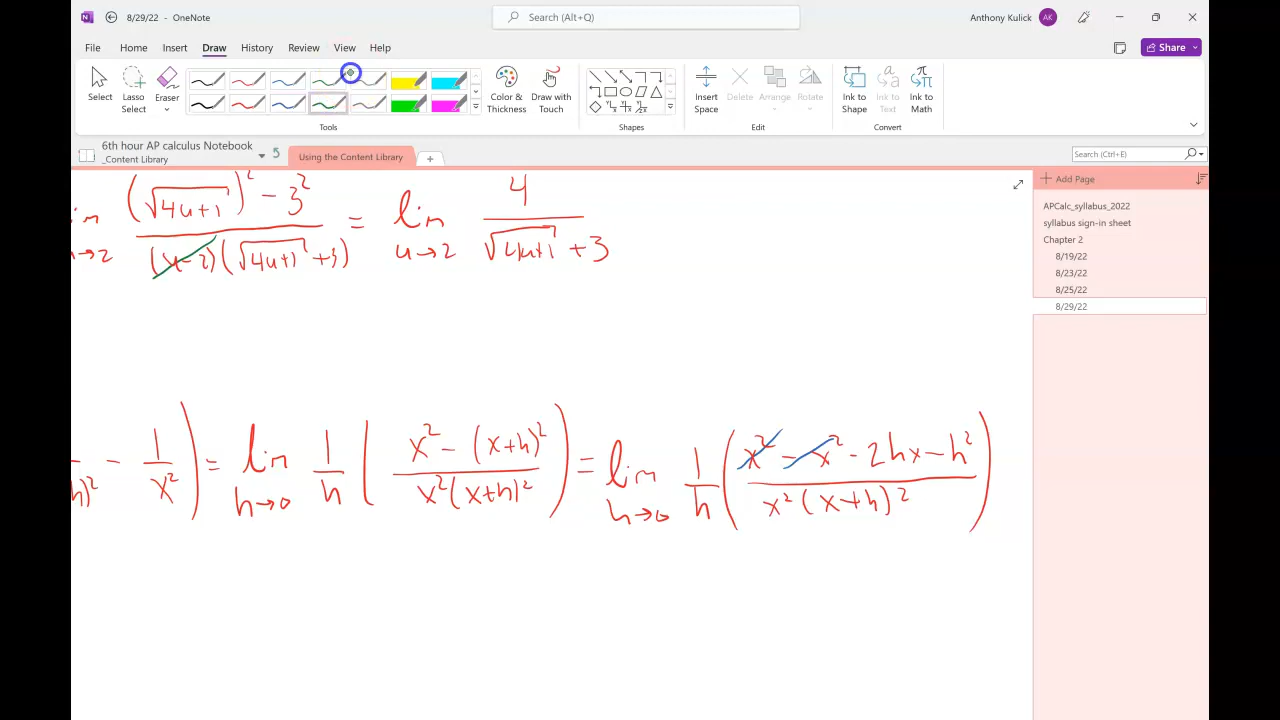 8/29/22 - OneNote
Search (Alt+Q)
Anthony Kulick AK
File Home Insert Draw History Review View Help
Share
Select
Lasso Select
Eraser
Color & Thickness
Draw with Touch
Insert Space
Delete
Arrange
Rotate
Ink to Shape
Ink to Text
Ink to Math
Tools
Shapes
Edit
Convert
6th hour AP calculus Notebook
_Content Library
Using the Content Library
Search (Ctrl+E)
Add Page
APCalc_syllabus_2022
syllabus sign-in sheet
Chapter 2
8/19/22
8/23/22
8/25/22
8/29/22
lim u→2 ((√4u+1)² - 3²)/((u-2)(√4u+1 +3)) = lim u→2 4/(√4u+1 +3)
- 1/x²) = lim h→0 1/h ((x² - (x+h)²)/(x²(x+h)²)) = lim h→0 1/h ((x² - x² - 2hx - h²)/(x²(x+h)²))